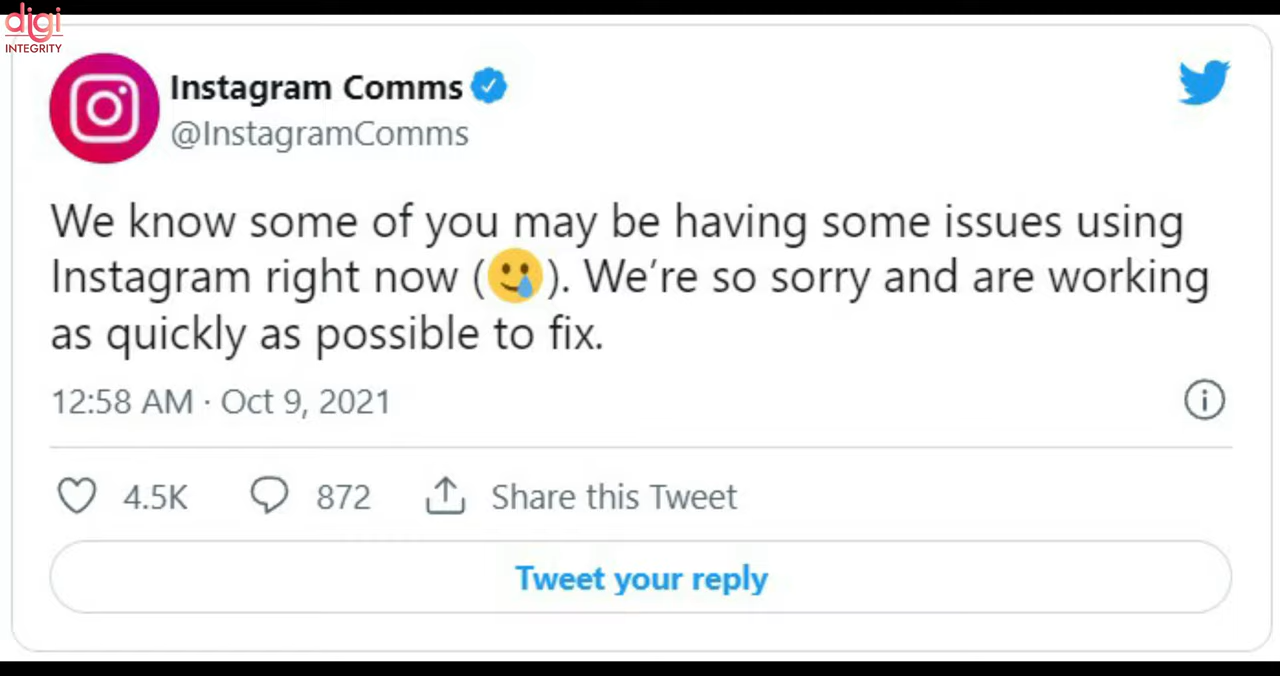 digi
INTEGRITY
Instagram Comms
@InstagramComms
We know some of you may be having some issues using
Instagram right now (🥲). We’re so sorry and are working
as quickly as possible to fix.
12:58 AM · Oct 9, 2021
4.5K 872 Share this Tweet
Tweet your reply